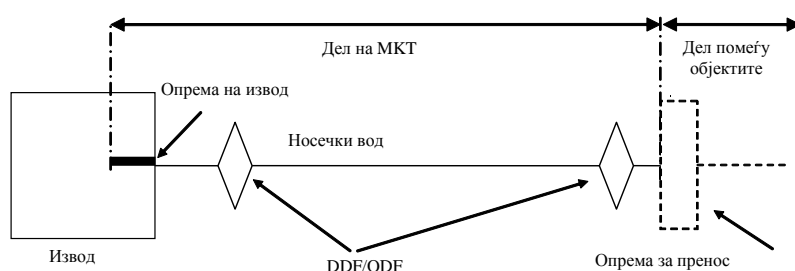 Дел на МКТ
Дел помеѓу
објектите
Опрема на извод
Носечки вод
Извод
DDF/ODF
Опрема за пренос